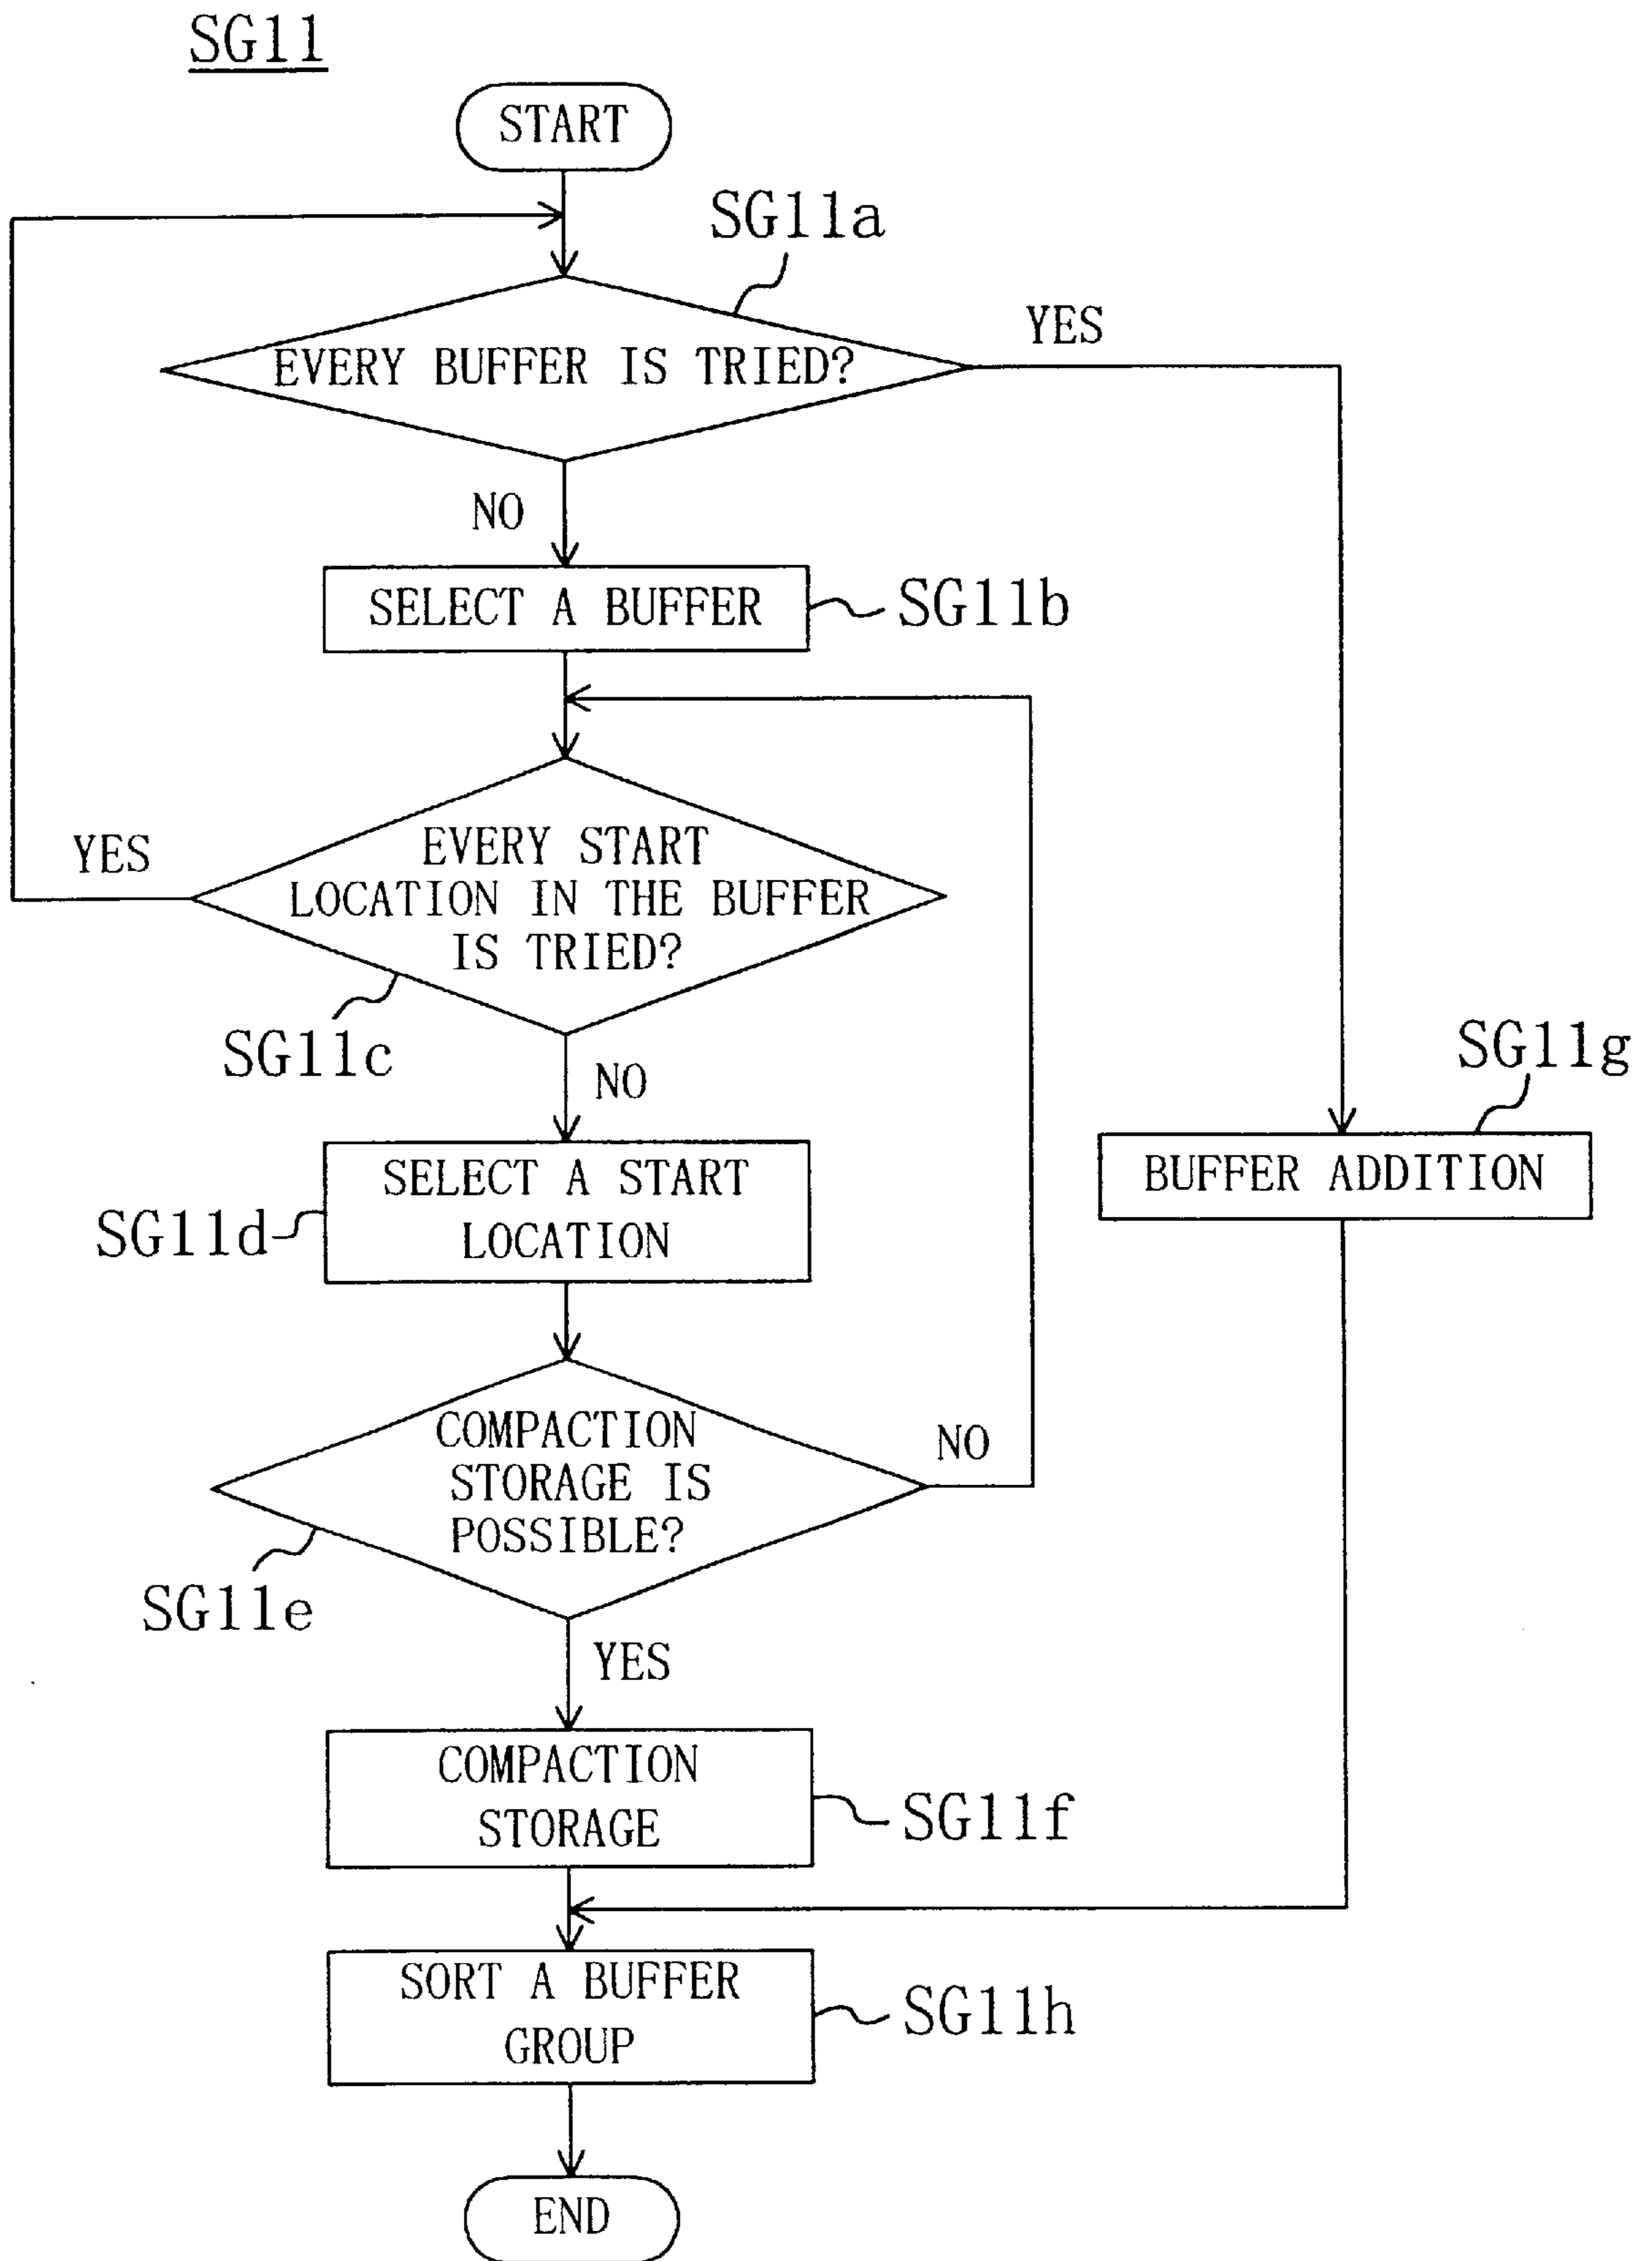 SG11
START
SG11a
YES
EVERY BUFFER IS TRIED?
NO
SELECT A BUFFER
SG11b
YES
EVERY START
LOCATION IN THE BUFFER
IS TRIED?
SG11c
NO
SG11g
SELECT A START
LOCATION
SG11d
BUFFER ADDITION
COMPACTION
STORAGE IS
POSSIBLE?
NO
SG11e
YES
COMPACTION
STORAGE
SG11f
SORT A BUFFER
GROUP
SG11h
END